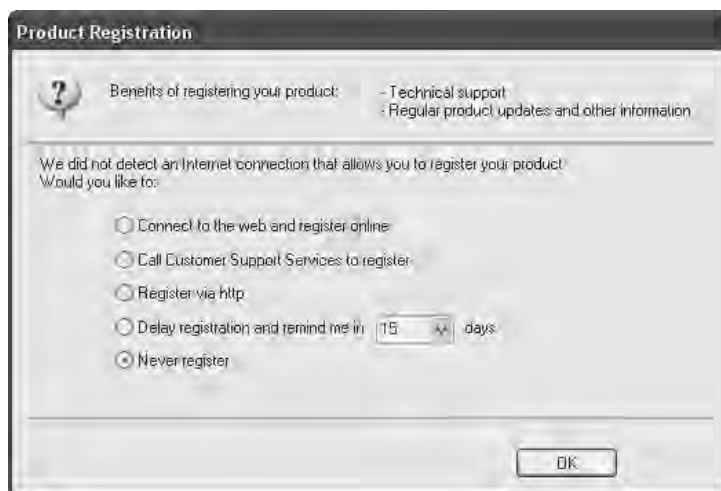 Product Registration
?
Benefits of registering your product: - Technical support
- Regular product updates and other information
We did not detect an Internet connection that allows you to register your product
Would you like to:
Connect to the web and register online
Call Customer Support Services to register
Register via http
Delay registration and remind me in 15 days
Never register
OK